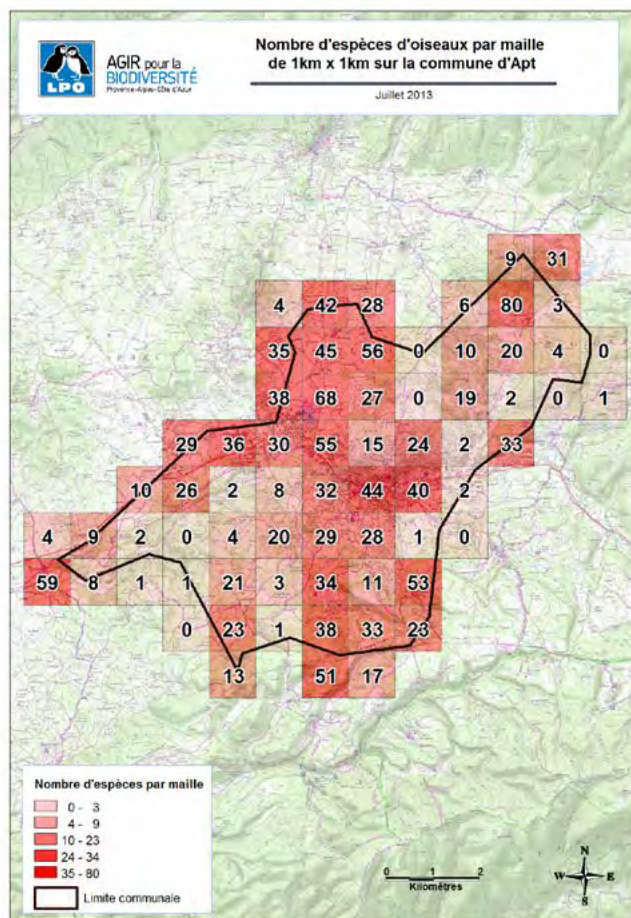 LPO
AGIR pour la
BIODIVERSITÉ
Provence-Alpes-Côte d'Azur
Nombre d'espèces d'oiseaux par maille
de 1km x 1km sur la commune d'Apt
Juillet 2013
9 31
4 42 28 6 80 3
35 45 56 0 10 20 4 0
38 68 27 0 19 2 0 1
29 36 30 55 15 24 2 33
10 26 2 8 32 44 40 2
4 9 2 0 4 20 29 28 1 0
59 8 1 1 21 3 34 11 53
0 23 1 38 33 23
13 51 17
Nombre d'espèces par maille
0 - 3
4 - 9
10 - 23
24 - 34
35 - 80
Limite communale
0 1 2
Kilomètres
N
W E
S